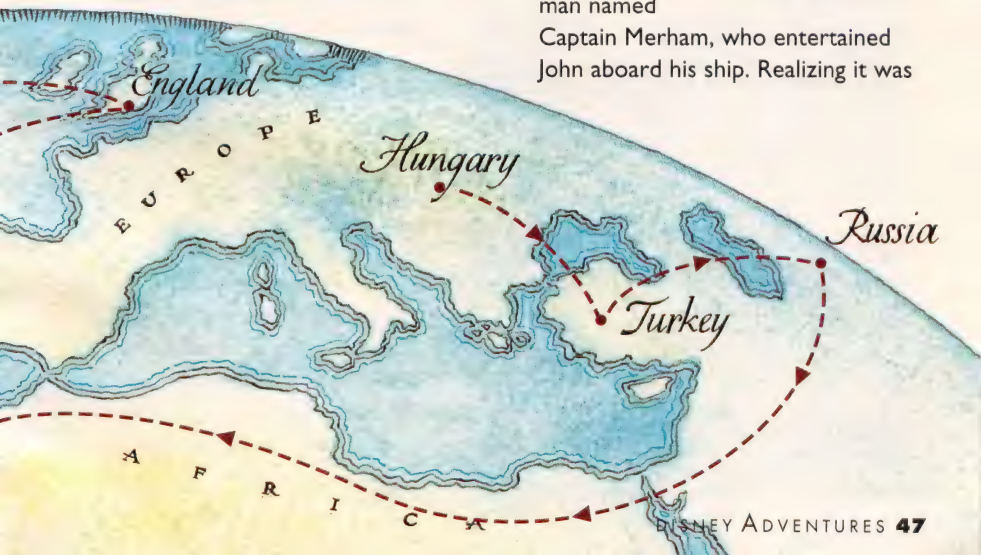 man named
Captain Merham, who entertained
John aboard his ship. Realizing it was
England
EUROPE
Hungary
Russia
Turkey
AFRICA
DISNEY ADVENTURES 47